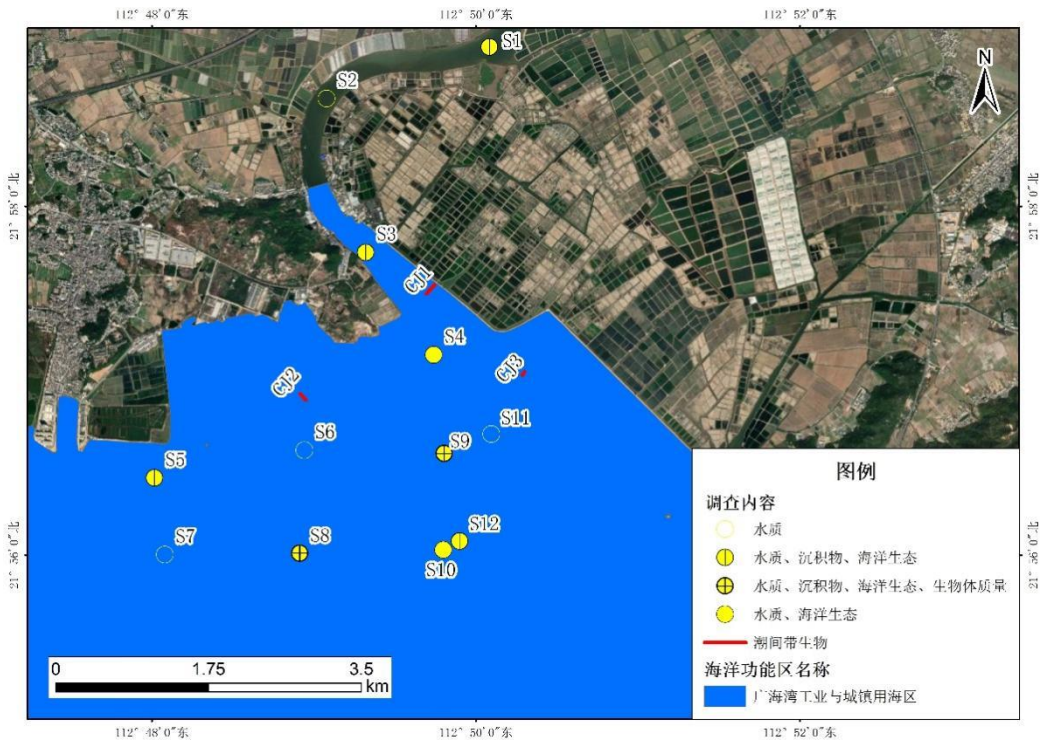 112° 48′0″东
112° 50′0″东
112° 52′0″东
S1
N
S2
21° 58′0″北
21° 58′0″北
S3
CJ1
S4
CJ3
CJ2
S11
S6
S9
图例
调查内容
S5
水质
S12
S7
S8
水质、沉积物、海洋生态
21° 56′0″北
21° 56′0″北
S10
水质、沉积物、海洋生态、生物体质量
水质、海洋生态
潮间带生物
0
1.75
3.5
km
海洋功能区名称
广海湾工业与城镇用海区
112° 48′0″东
112° 50′0″东
112° 52′0″东